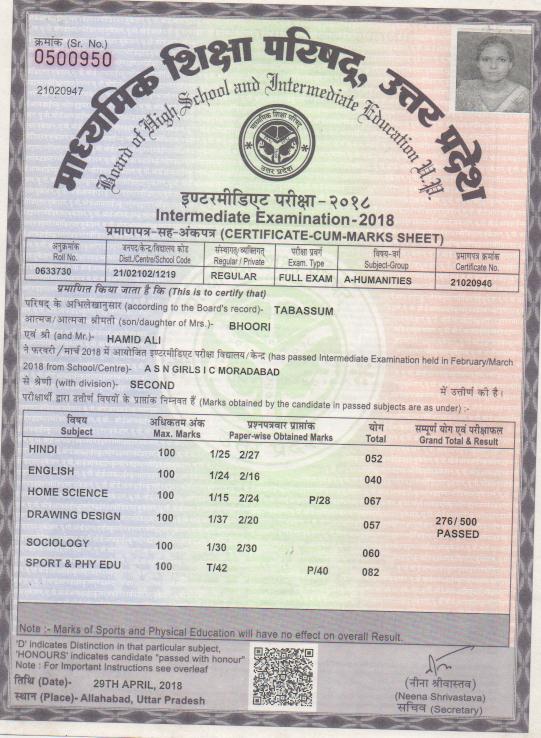 क्रमांक (Sr. No.)
0500950
21020947
माध्यमिक शिक्षा परिषद्, उत्तर प्रदेश
Board of High School and Intermediate Education U.P.
माध्यमिक शिक्षा परिषद्
उत्तर प्रदेश
इण्टरमीडिएट परीक्षा-२०१८
Intermediate Examination-2018
प्रमाणपत्र-सह-अंकपत्र (CERTIFICATE-CUM-MARKS SHEET)
अनुक्रमांक जनपद/केन्द्र/विद्यालय कोड संस्थागत/व्यक्तिगत परीक्षा प्रवर्ग विषय-वर्ग प्रमाणपत्र क्रमांक
Roll No. Distt./Centre/School Code Regular / Private Exam. Type Subject-Group Certificate No.
0633730 21/02102/1219 REGULAR FULL EXAM A-HUMANITIES 21020946
प्रमाणित किया जाता है कि (This is to certify that)
परिषद् के अभिलेखानुसार (according to the Board's record)- TABASSUM
आत्मज/आत्मजा श्रीमती (son/daughter of Mrs.)- BHOORI
एवं श्री (and Mr.)- HAMID ALI
ने फरवरी /मार्च 2018 में आयोजित इण्टरमीडिएट परीक्षा विद्यालय/केन्द्र (has passed Intermediate Examination held in February/March
2018 from School/Centre)- A S N GIRLS I C MORADABAD
से श्रेणी (with division)- SECOND में उत्तीर्ण की है।
परीक्षार्थी द्वारा उत्तीर्ण विषयों के प्राप्तांक निम्नवत हैं (Marks obtained by the candidate in passed subjects are as under) :-
विषय अधिकतम अंक प्रश्नपत्रवार प्राप्तांक योग सम्पूर्ण योग एवं परीक्षाफल
Subject Max. Marks Paper-wise Obtained Marks Total Grand Total & Result
HINDI 100 1/25 2/27 052
ENGLISH 100 1/24 2/16 040
HOME SCIENCE 100 1/15 2/24 P/28 067
DRAWING DESIGN 100 1/37 2/20 057 276/500
PASSED
SOCIOLOGY 100 1/30 2/30 060
SPORT & PHY EDU 100 T/42 P/40 082
Note :- Marks of Sports and Physical Education will have no effect on overall Result.
'D' indicates Distinction in that particular subject,
'HONOURS' indicates candidate "passed with honour"
Note : For Important Instructions see overleaf
तिथि (Date)- 29TH APRIL, 2018
स्थान (Place)- Allahabad, Uttar Pradesh
(नीना श्रीवास्तव)
(Neena Shrivastava)
सचिव (Secretary)